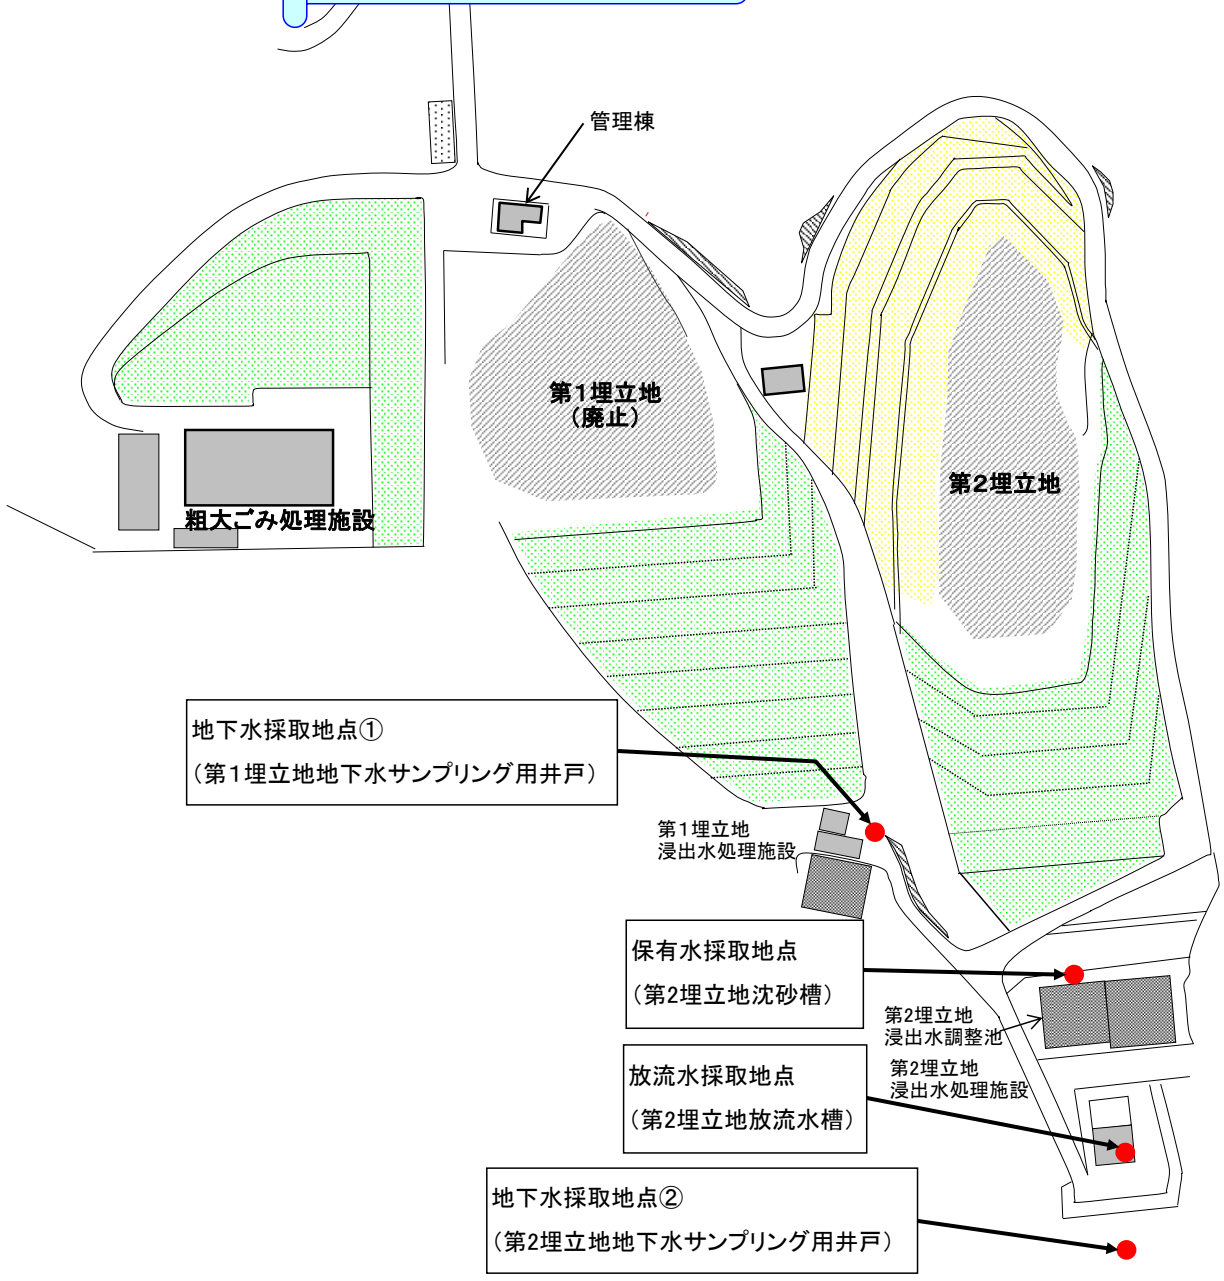 管理棟
第1埋立地
(廃止)
第2埋立地
粗大ごみ処理施設
地下水採取地点①
(第1埋立地地下水サンプリング用井戸)
第1埋立地
浸出水処理施設
保有水採取地点
(第2埋立地沈砂槽)
第2埋立地
浸出水調整池
第2埋立地
浸出水処理施設
放流水採取地点
(第2埋立地放流水槽)
地下水採取地点②
(第2埋立地地下水サンプリング用井戸)